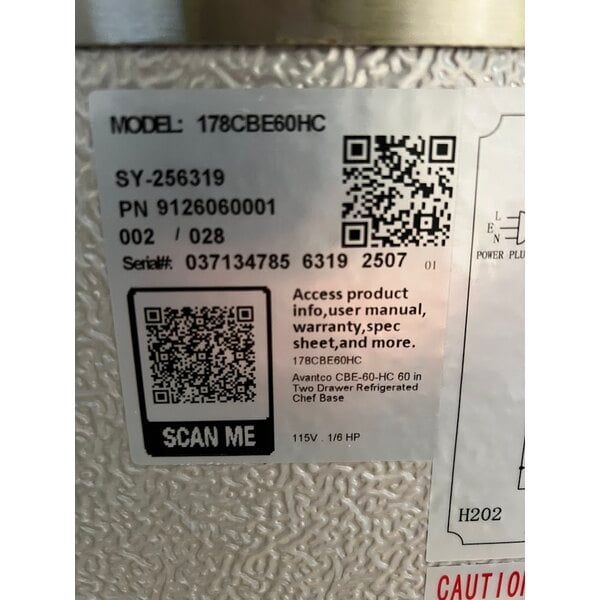 MODEL: 178CBE60HC
SY-256319
PN 9126060001
002 / 028
Serial#: 037134785 6319 2507 01
Access product
info,user manual,
warranty,spec
sheet,and more.
178CBE60HC
Avantco CBE-60-HC 60 in
Two Drawer Refrigerated
Chef Base
115V . 1/6 HP
SCAN ME
L
E
N
POWER PLU
H202
CAUTION